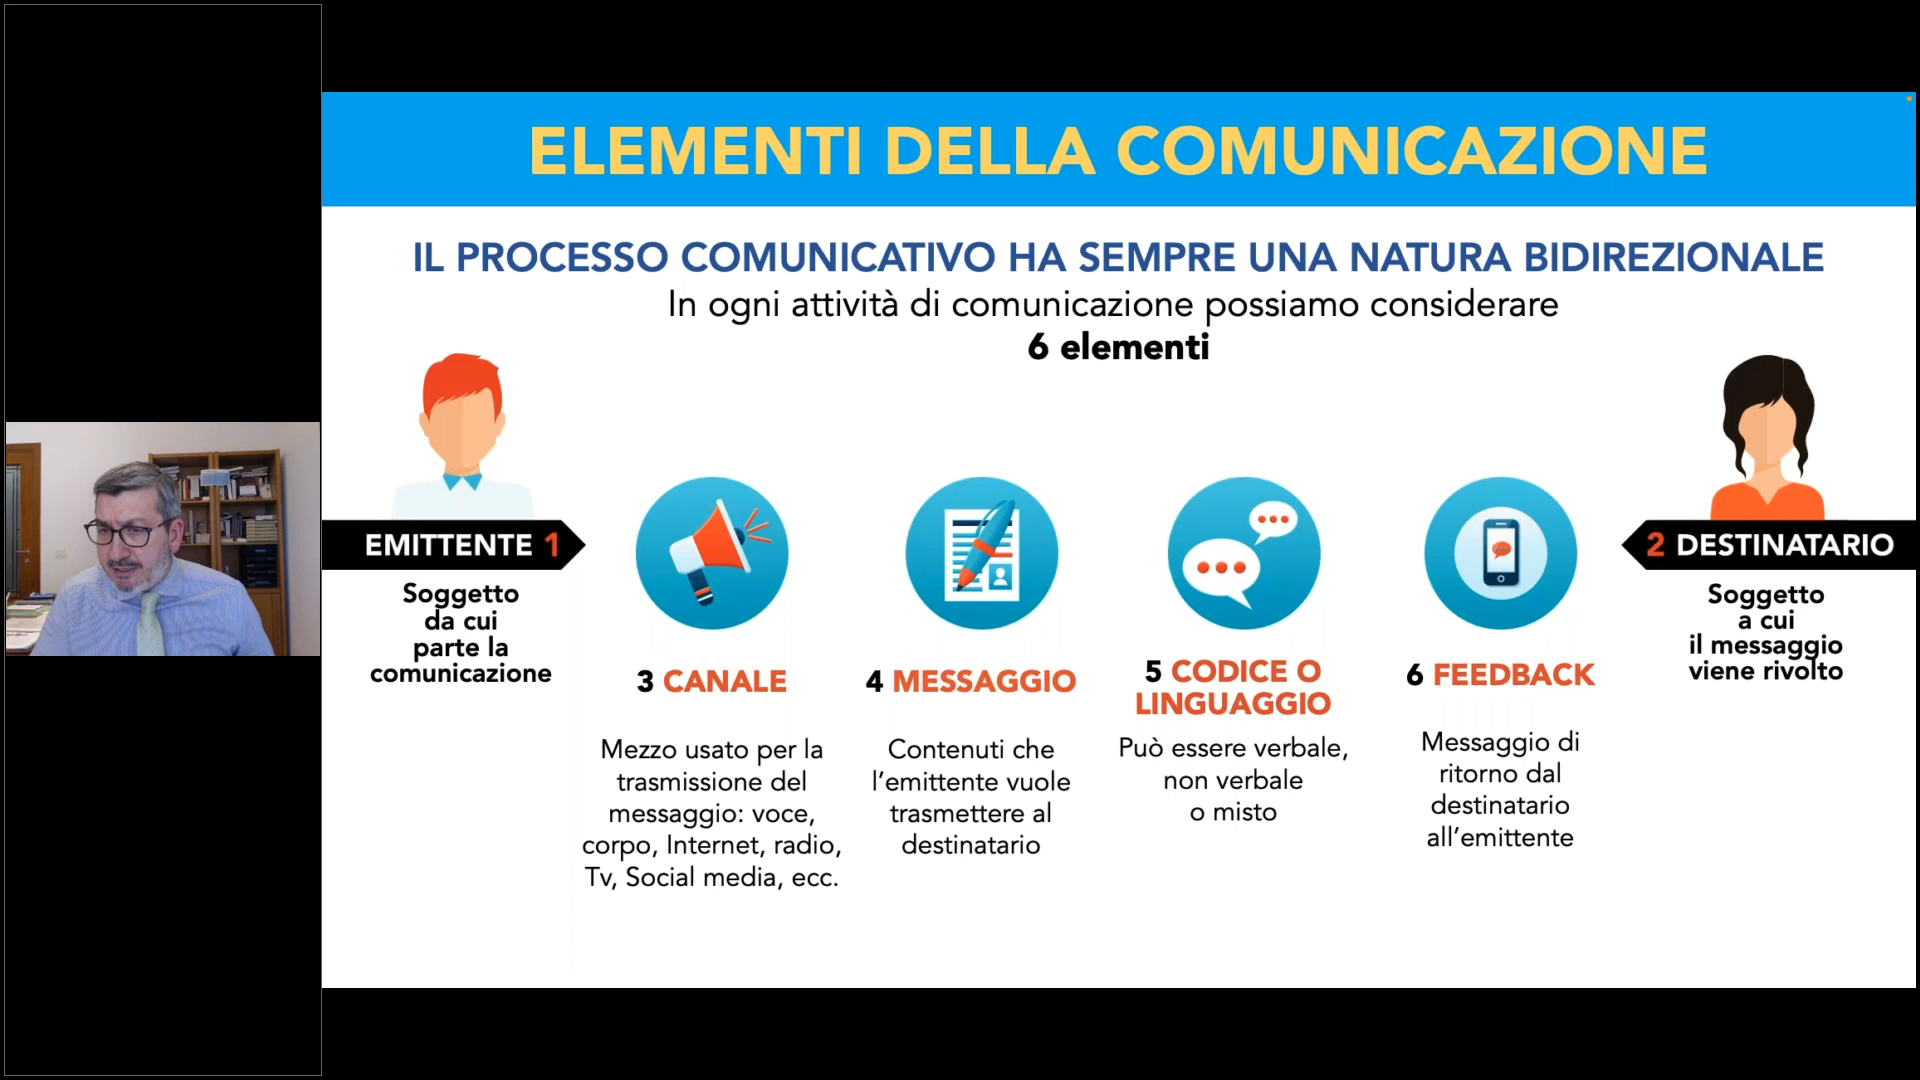 ELEMENTI DELLA COMUNICAZIONE
IL PROCESSO COMUNICATIVO HA SEMPRE UNA NATURA BIDIREZIONALE
In ogni attività di comunicazione possiamo considerare
6 elementi
EMITTENTE 1
Soggetto
da cui
parte la
comunicazione
2 DESTINATARIO
Soggetto
a cui
il messaggio
viene rivolto
3 CANALE
Mezzo usato per la
trasmissione del
messaggio: voce,
corpo, Internet, radio,
Tv, Social media, ecc.
4 MESSAGGIO
Contenuti che
l’emittente vuole
trasmettere al
destinatario
5 CODICE O
LINGUAGGIO
Può essere verbale,
non verbale
o misto
6 FEEDBACK
Messaggio di
ritorno dal
destinatario
all’emittente